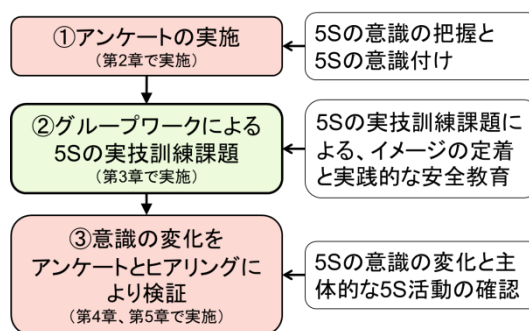 ①アンケートの実施
(第2章で実施)
5Sの意識の把握と
5Sの意識付け
②グループワークによる
5Sの実技訓練課題
(第3章で実施)
5Sの実技訓練課題
による、イメージの定着
と実践的な安全教育
③意識の変化を
アンケートとヒアリングに
より検証
(第4章、第5章で実施)
5Sの意識の変化と主
体的な5S活動の確認